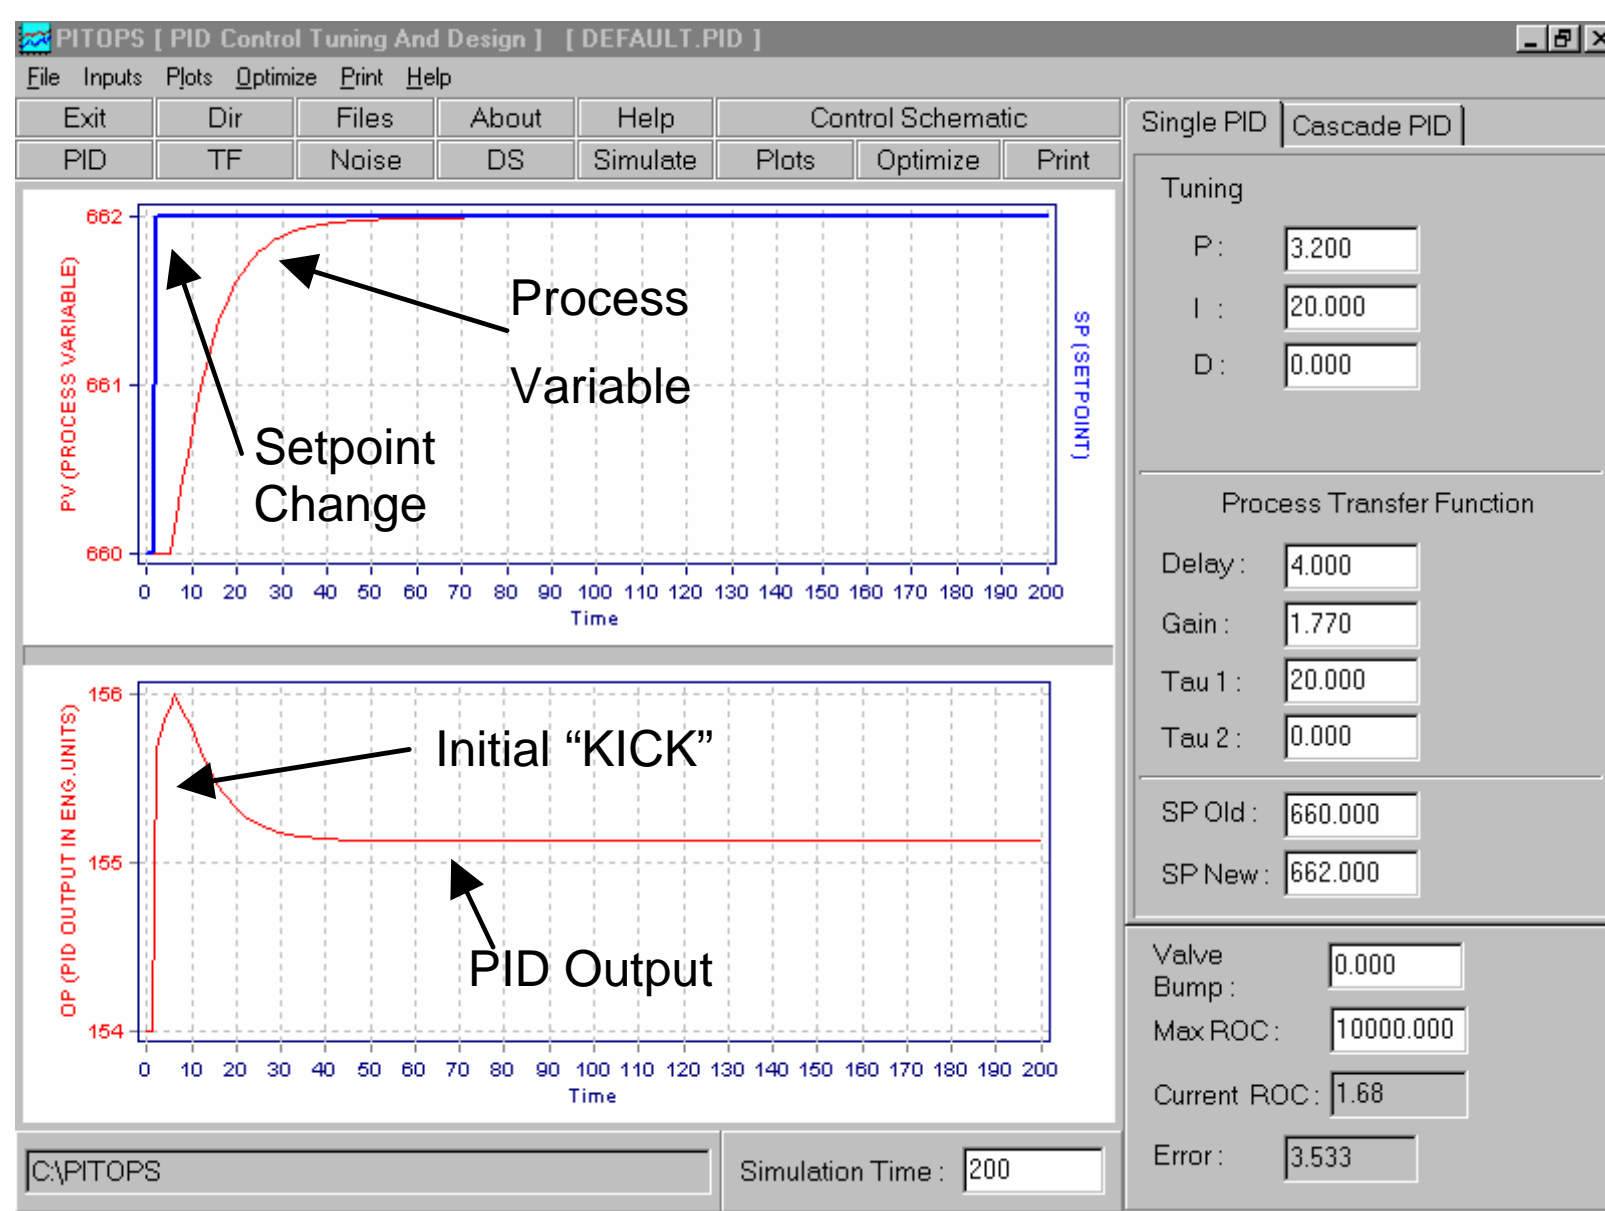 PITOPS [ PID Control Tuning And Design ] [ DEFAULT.PID ]
File Inputs Plots Optimize Print Help
Exit Dir Files About Help Control Schematic
PID TF Noise DS Simulate Plots Optimize Print
Single PID Cascade PID
Tuning
P : 3.200
I : 20.000
D : 0.000
Process Transfer Function
Delay : 4.000
Gain : 1.770
Tau 1 : 20.000
Tau 2 : 0.000
SP Old : 660.000
SP New : 662.000
Valve
Bump : 0.000
Max ROC : 10000.000
Current ROC : 1.68
Error : 3.533
PV (PROCESS VARIABLE)
662
661
660
Process
Variable
Setpoint
Change
SP (SETPOINT)
0 10 20 30 40 50 60 70 80 90 100 110 120 130 140 150 160 170 180 190 200
Time
OP (PID OUTPUT IN ENG.UNITS)
156
155
154
Initial “KICK”
PID Output
0 10 20 30 40 50 60 70 80 90 100 110 120 130 140 150 160 170 180 190 200
Time
C:\PITOPS
Simulation Time : 200